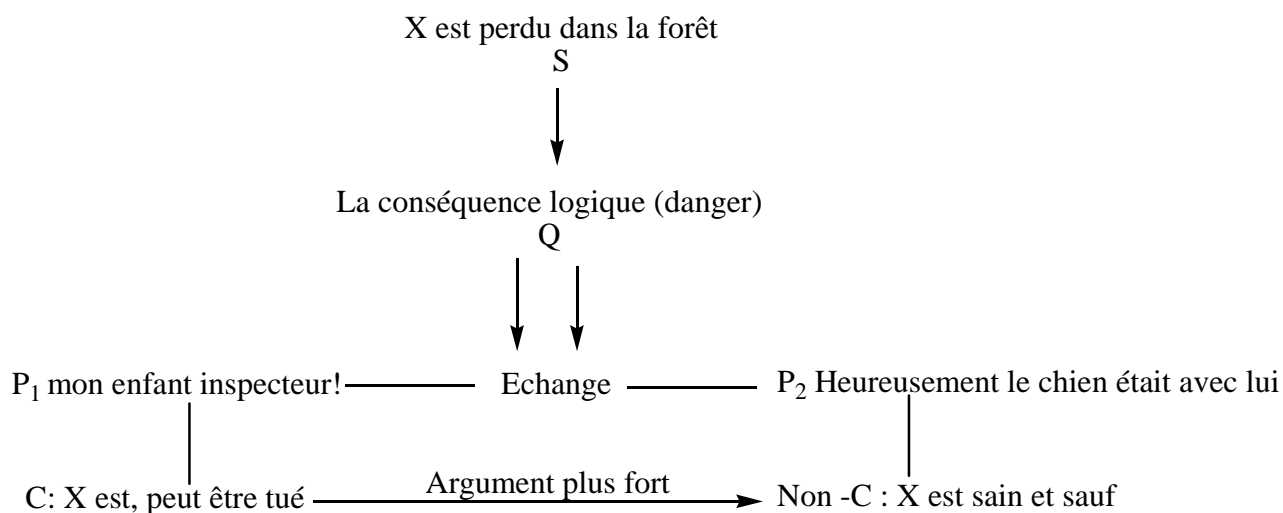 X est perdu dans la forêt
S
La conséquence logique (danger)
Q
P₁ mon enfant inspecteur! Echange P₂ Heureusement le chien était avec lui
C: X est, peut être tué Argument plus fort Non -C : X est sain et sauf